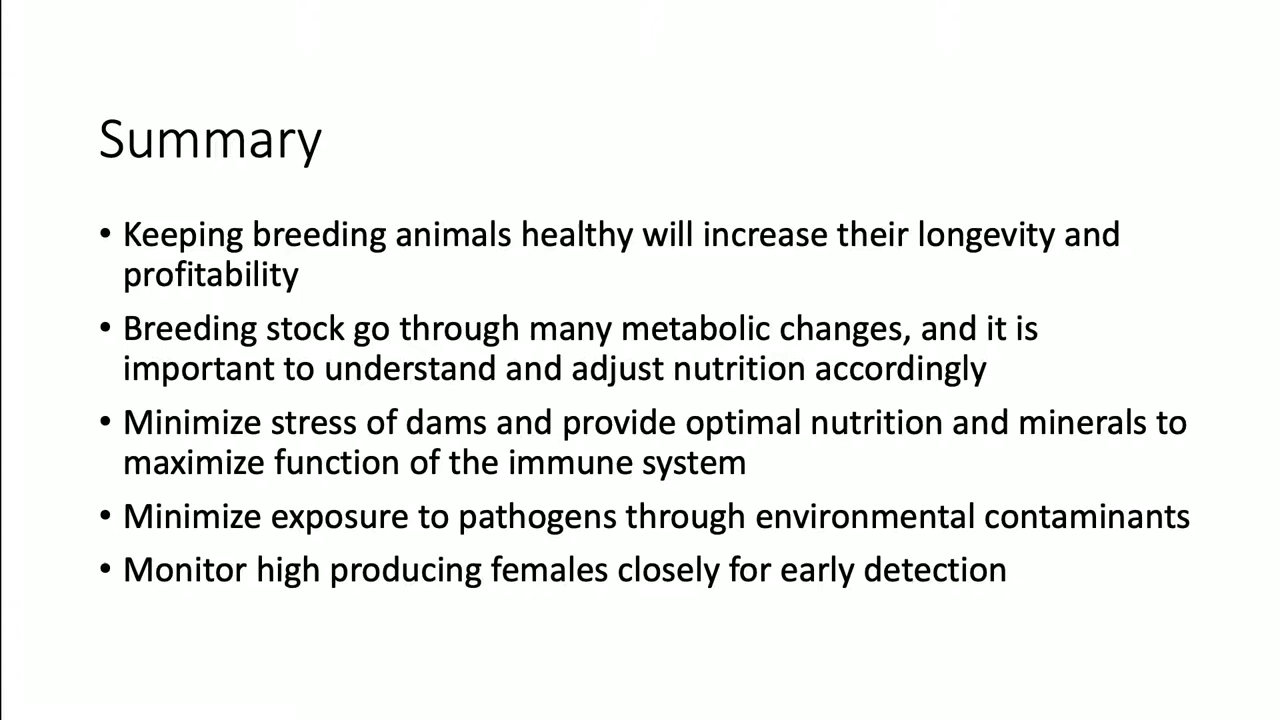 Summary
• Keeping breeding animals healthy will increase their longevity and
profitability
• Breeding stock go through many metabolic changes, and it is
important to understand and adjust nutrition accordingly
• Minimize stress of dams and provide optimal nutrition and minerals to
maximize function of the immune system
• Minimize exposure to pathogens through environmental contaminants
• Monitor high producing females closely for early detection